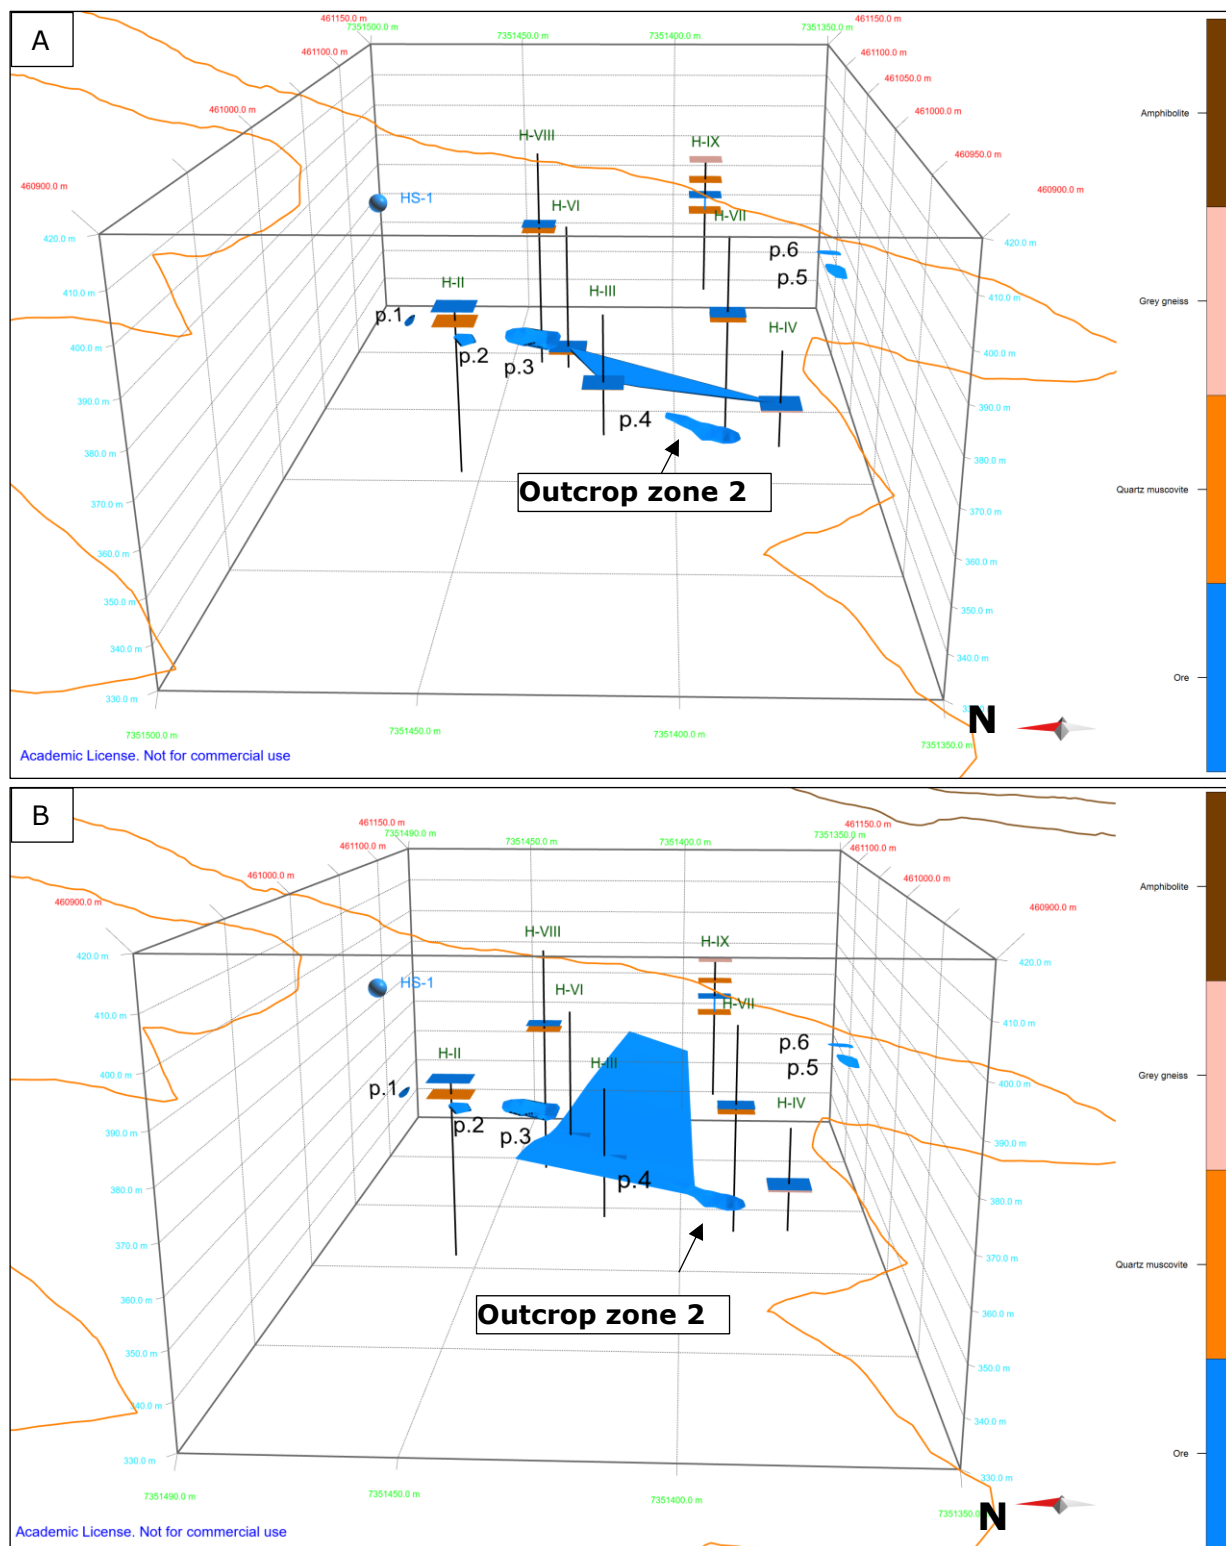 A
461150.0 m
7351500.0 m
461100.0 m
7351450.0 m
7351400.0 m
461150.0 m
7351350.0 m
461100.0 m
461050.0 m
461000.0 m
461000.0 m
460950.0 m
460900.0 m
460900.0 m
Amphibolite
H-VIII
H-IX
HS-1
H-VI
H-VII
420.0 m
420.0 m
p.6
p.5
H-II
H-III
410.0 m
410.0 m
Grey gneiss
p.1
H-IV
400.0 m
400.0 m
p.2
p.3
390.0 m
390.0 m
p.4
380.0 m
380.0 m
Outcrop zone 2
Quartz muscovite
370.0 m
370.0 m
360.0 m
360.0 m
350.0 m
350.0 m
340.0 m
340.0 m
Ore
330.0 m
N
7351500.0 m
7351450.0 m
7351400.0 m
7351350.0 m
Academic License. Not for commercial use
B
461150.0 m
7351490.0 m
461100.0 m
7351450.0 m
7351400.0 m
461150.0 m
7351350.0 m
461100.0 m
461000.0 m
461000.0 m
460900.0 m
460900.0 m
Amphibolite
H-VIII
H-IX
420.0 m
420.0 m
HS-1
H-VI
H-VII
410.0 m
410.0 m
p.6
p.5
H-II
H-III
400.0 m
400.0 m
Grey gneiss
p.1
H-IV
p.2
p.3
390.0 m
390.0 m
p.4
380.0 m
380.0 m
370.0 m
370.0 m
Quartz muscovite
360.0 m
360.0 m
Outcrop zone 2
350.0 m
350.0 m
340.0 m
340.0 m
330.0 m
330.0 m
Ore
7351490.0 m
7351450.0 m
7351400.0 m
7351350.0
N
Academic License. Not for commercial use